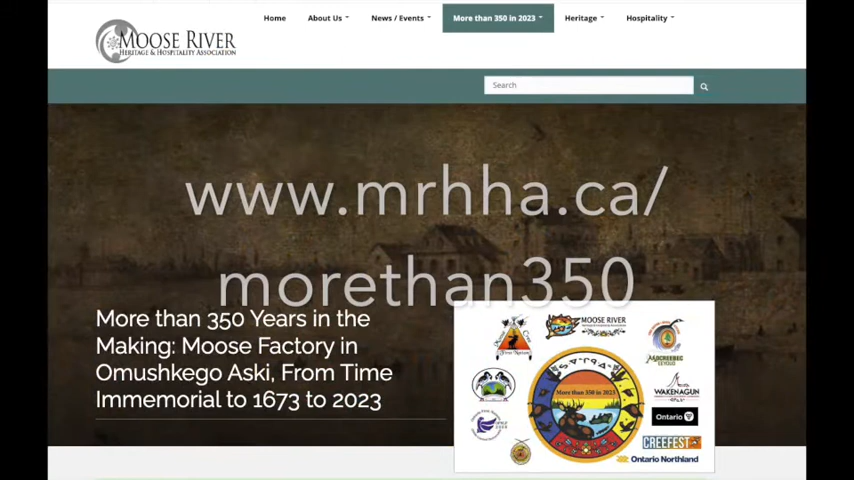 Home About Us News / Events More than 350 in 2023 Heritage Hospitality
MOOSE RIVER
HERITAGE & HOSPITALITY ASSOCIATION
Search
www.mrhha.ca/
morethan350
More than 350 Years in the
Making: Moose Factory in
Omushkego Aski, From Time
Immemorial to 1673 to 2023
MOOSE RIVER
MOCREEBEC
EEYOUD
More than 350 in 2023
WAKENAGUN
Ontario
CREEFEST
Ontario Northland